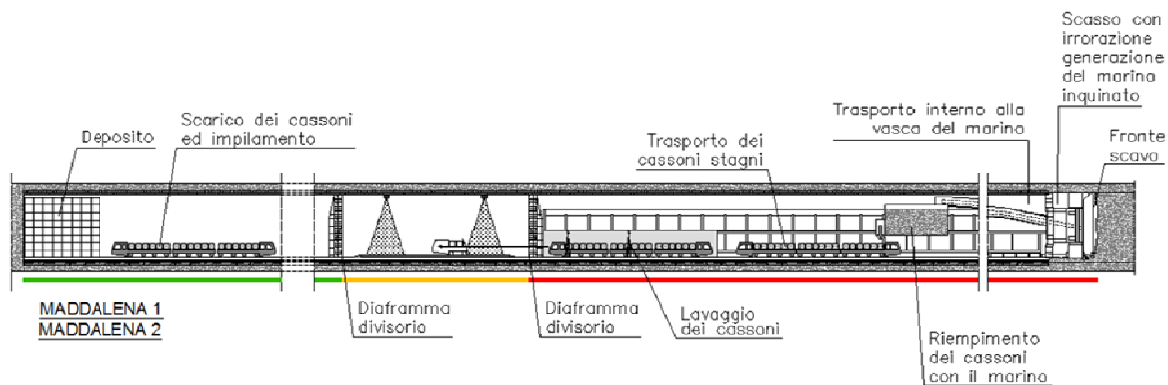 Scasso con
irrorazione
generazione
del marino
inquinato
Trasporto interno alla
vasca del marino
Fronte
scavo
Scarico dei cassoni
ed impilamento
Deposito
Trasporto dei
cassoni stagni
MADDALENA 1
MADDALENA 2
Diaframma
divisorio
Diaframma
divisorio
Lavaggio
dei cassoni
Riempimento
dei cassoni
con il marino